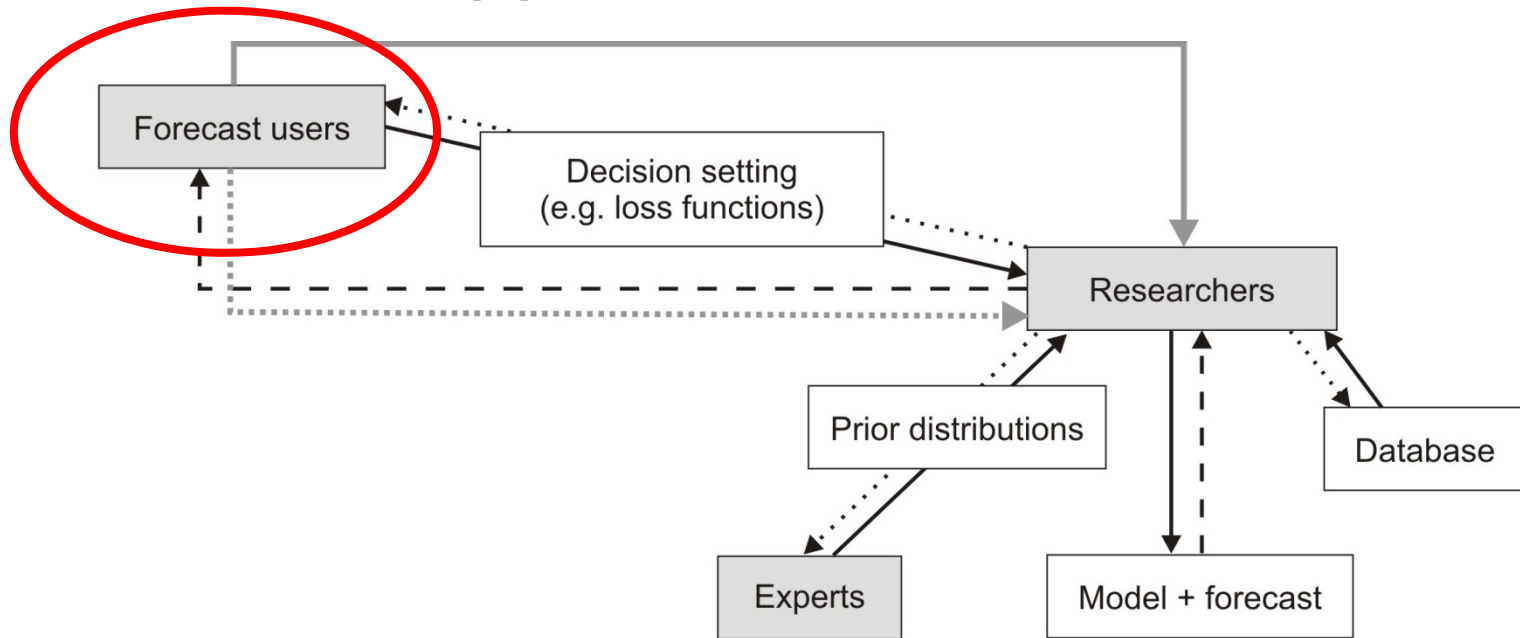 Forecast users
Decision setting
(e.g. loss functions)
Researchers
Prior distributions
Database
Experts
Model + forecast